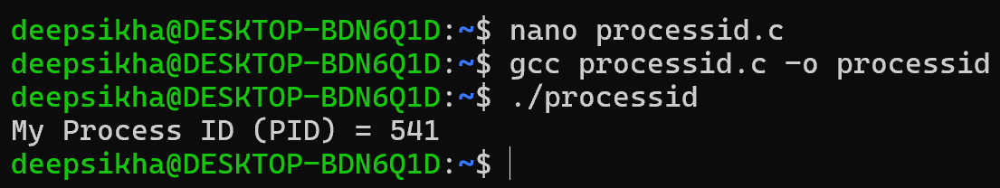 deepsikha@DESKTOP-BDN6Q1D:~$ nano processid.c
deepsikha@DESKTOP-BDN6Q1D:~$ gcc processid.c -o processid
deepsikha@DESKTOP-BDN6Q1D:~$ ./processid
My Process ID (PID) = 541
deepsikha@DESKTOP-BDN6Q1D:~$